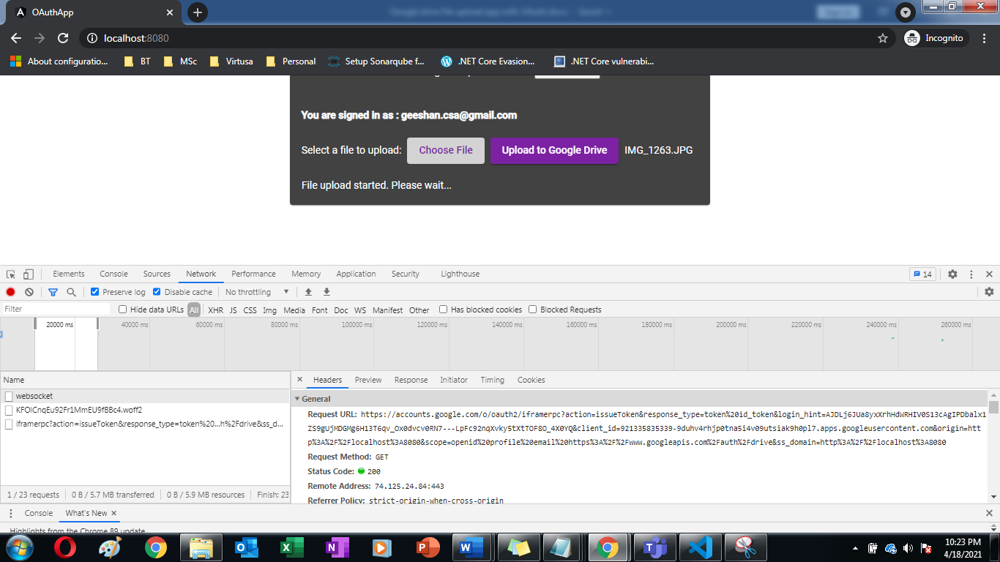 OAuthApp
localhost:8080
Incognito
About configuratio...
BT
MSc
Virtusa
Personal
Setup Sonarqube f...
.NET Core Evasion...
.NET Core vulnerabi...
You are signed in as : geeshan.csa@gmail.com
Select a file to upload: Choose File Upload to Google Drive IMG_1263.JPG
File upload started. Please wait...
Elements Console Sources Network Performance Memory Application Security Lighthouse 14
Preserve log Disable cache No throttling
Filter Hide data URLs All XHR JS CSS Img Media Font Doc WS Manifest Other Has blocked cookies Blocked Requests
20000 ms 40000 ms 60000 ms 80000 ms 100000 ms 120000 ms 140000 ms 160000 ms 180000 ms 200000 ms 220000 ms 240000 ms 260000 ms
Name
websocket
KFOlCnqEu92Fr1MmEU9fBBc4.woff2
iframerpc?action=issueToken&response_type=token%20...h%2Fdrive&ss_d...
1 / 23 requests 0 B / 5.7 MB transferred 0 B / 5.9 MB resources Finish: 23
Headers Preview Response Initiator Timing Cookies
General
Request URL: https://accounts.google.com/o/oauth2/iframerpc?action=issueToken&response_type=token%20id_token&login_hint=AJDLj6JUa8yxXrhHdWRHIV0S13cAgIPDbalx1
ZS9gUjMDGMg6H13T6qv_OX0dvcv0RN7---LpFc92nqXvky5tXtTOF8O_4X0YQ&client_id=921335835339-9duhv4rhjp0tna5i4v09utsiak9h0pl7.apps.googleusercontent.com&origin=htt
p%3A%2F%2Flocalhost%3A8080&scope=openid%20profile%20email%20https%3A%2F%2Fwww.googleapis.com%2Fauth%2Fdrive&ss_domain=http%3A%2F%2Flocalhost%3A8080
Request Method: GET
Status Code: 200
Remote Address: 74.125.24.84:443
Referrer Policy: strict-origin-when-cross-origin
Console What's New
Highlights from the Chrome 89 update
10:23 PM
4/18/2021